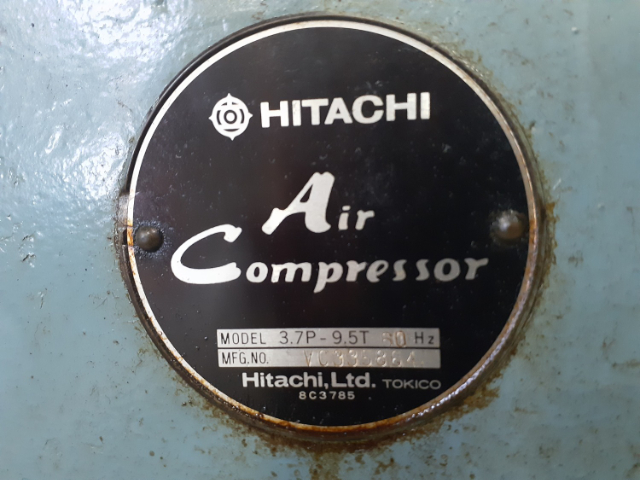 HITACHI
Air
Compressor
MODEL 3.7P-9.5T Hz
MFG.NO.
Hitachi,Ltd. TOKICO
8C3785